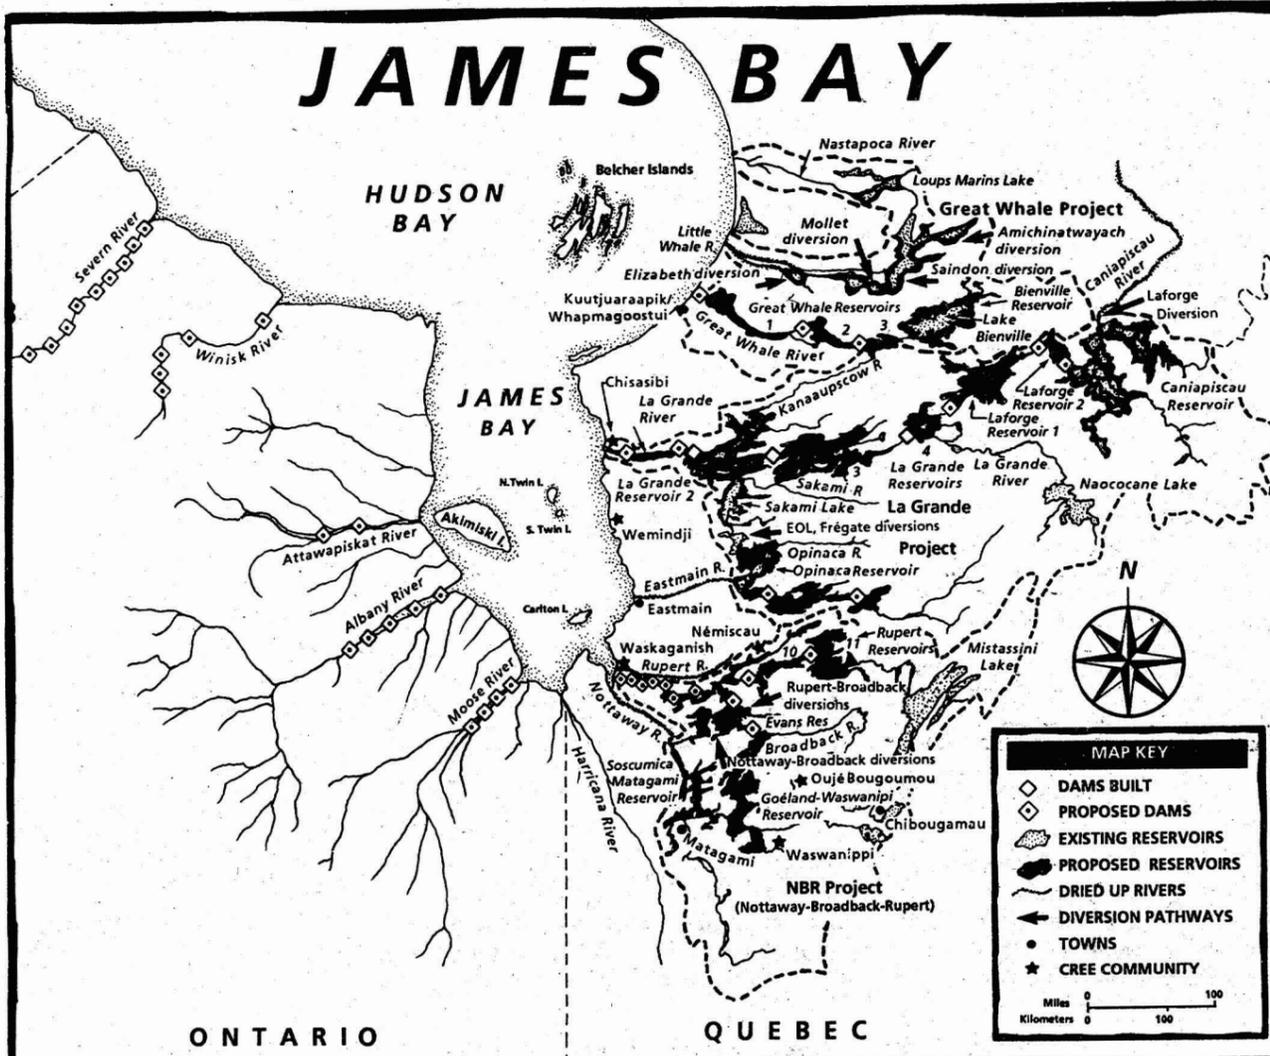 JAMES BAY
HUDSON
BAY
Belcher Islands
Nastapoca River
Loups Marins Lake
Great Whale Project
Mollet
diversion
Amichinatwayach
diversion
Little
Whale R.
Saindon diversion
Elizabeth diversion
Caniapiscau
River
Bienville
Reservoir
Laforge
Diversion
Kuutjuaraapik/
Whapmagoostui
Great Whale Reservoirs
1
2
3
Lake
Bienville
Great Whale River
Severn River
Winisk River
JAMES
BAY
Chisasibi
La Grande
River
Kanaaupscow R
Laforge
Reservoir 2
Caniapiscau
Reservoir
Laforge
Reservoir 1
4
3
La Grande
Reservoirs
La Grande
River
La Grande
Reservoir 2
Sakami R
Naococane Lake
N. Twin I.
S. Twin I.
Akimiski I.
Sakami Lake
La Grande
Project
Wemindji
EOL, Frégate diversions
Attawapiskat River
Opinaca R.
Opinaca Reservoir
Eastmain R.
Eastmain
Albany River
Carlton I.
Némiscau
Waskaganish
Rupert R.
10
11
Rupert
Reservoirs
Mistassini
Lake
N
Moose River
Nottaway R.
Rupert-Broadback
diversions
Evans Res
Broadback R.
Nottaway-Broadback diversions
Soscumica
Matagami
Reservoir
Oujé Bougoumou
Goéland-Waswanipi
Reservoir
Harricana River
Chibougamau
Matagami
Waswanippi
NBR Project
(Nottaway-Broadback-Rupert)
MAP KEY
DAMS BUILT
PROPOSED DAMS
EXISTING RESERVOIRS
PROPOSED RESERVOIRS
DRIED UP RIVERS
DIVERSION PATHWAYS
TOWNS
CREE COMMUNITY
Miles 0 100
Kilometers 0 100
ONTARIO
QUEBEC